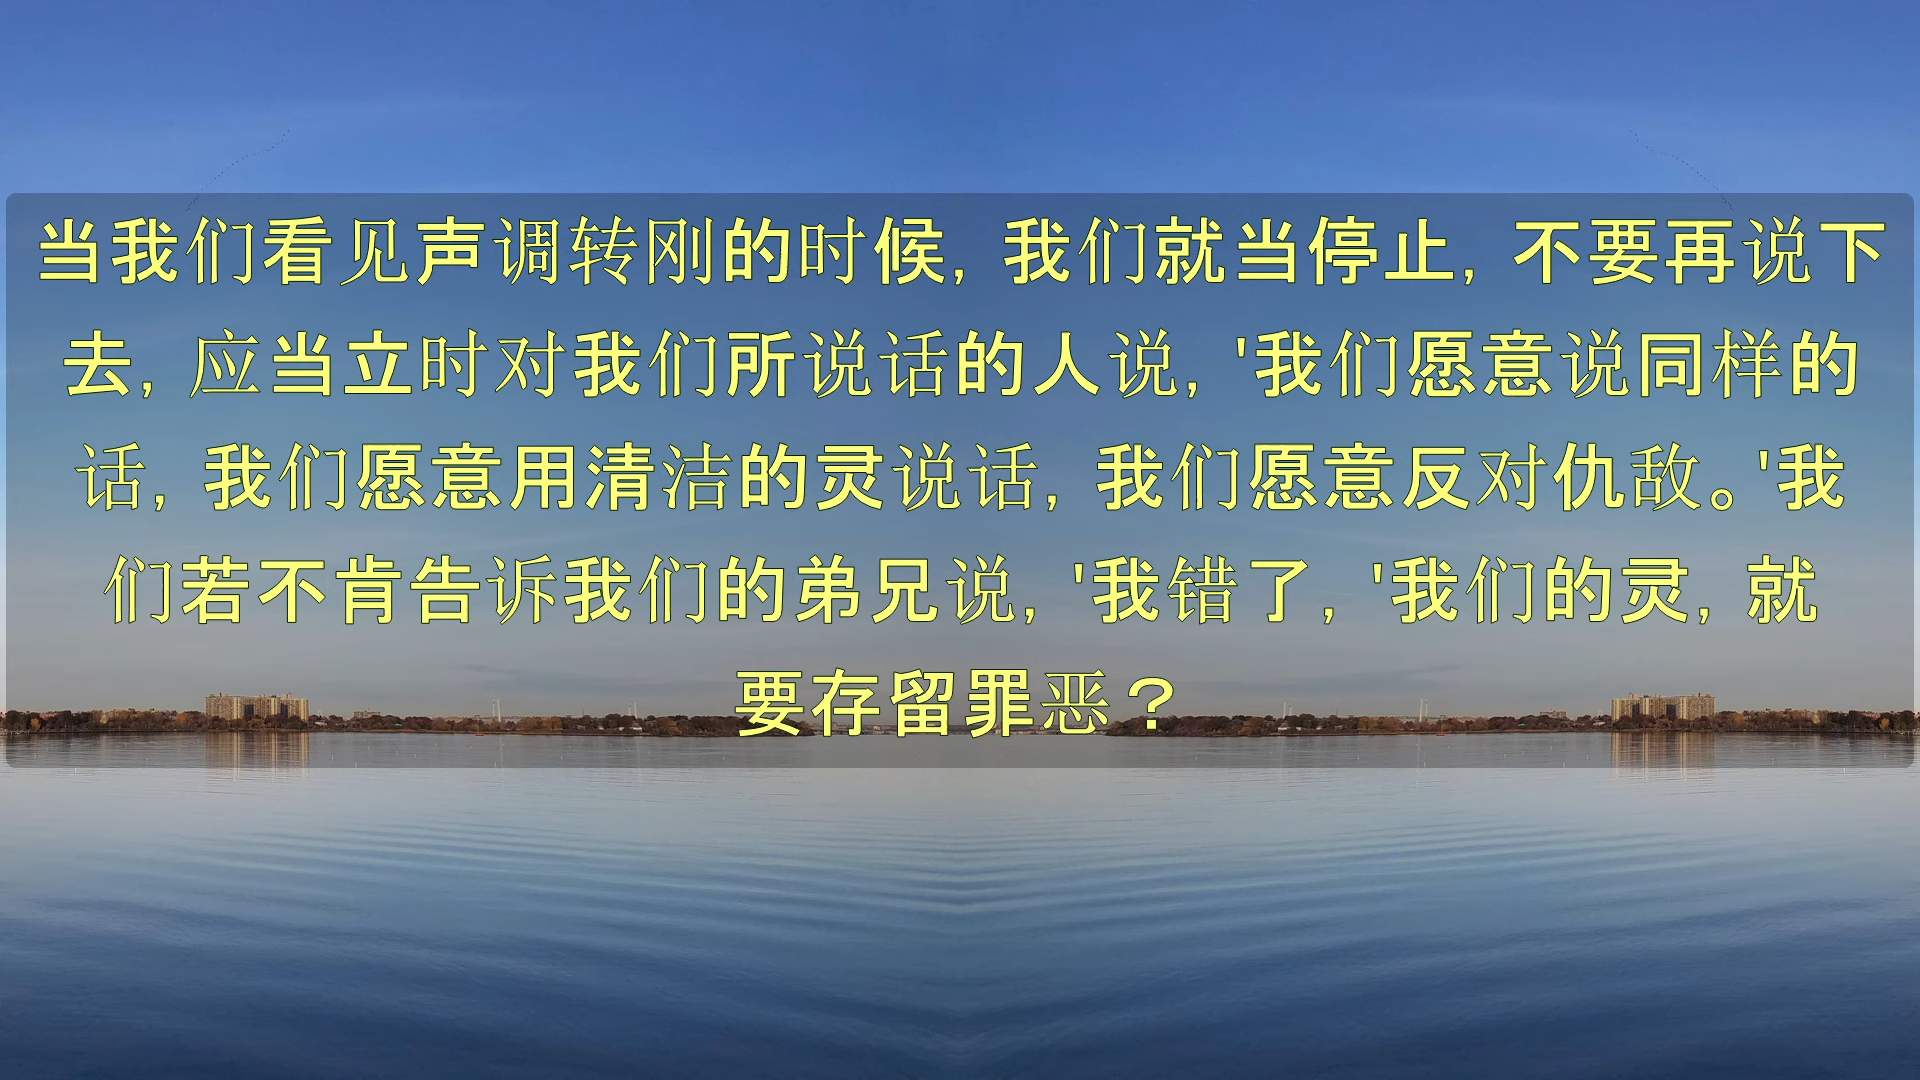 当我们看见声调转刚的时候, 我们就当停止, 不要再说下
去, 应当立时对我们所说话的人说, '我们愿意说同样的
话, 我们愿意用清洁的灵说话, 我们愿意反对仇敌。'我
们若不肯告诉我们的弟兄说, '我错了, '我们的灵, 就
要存留罪恶？